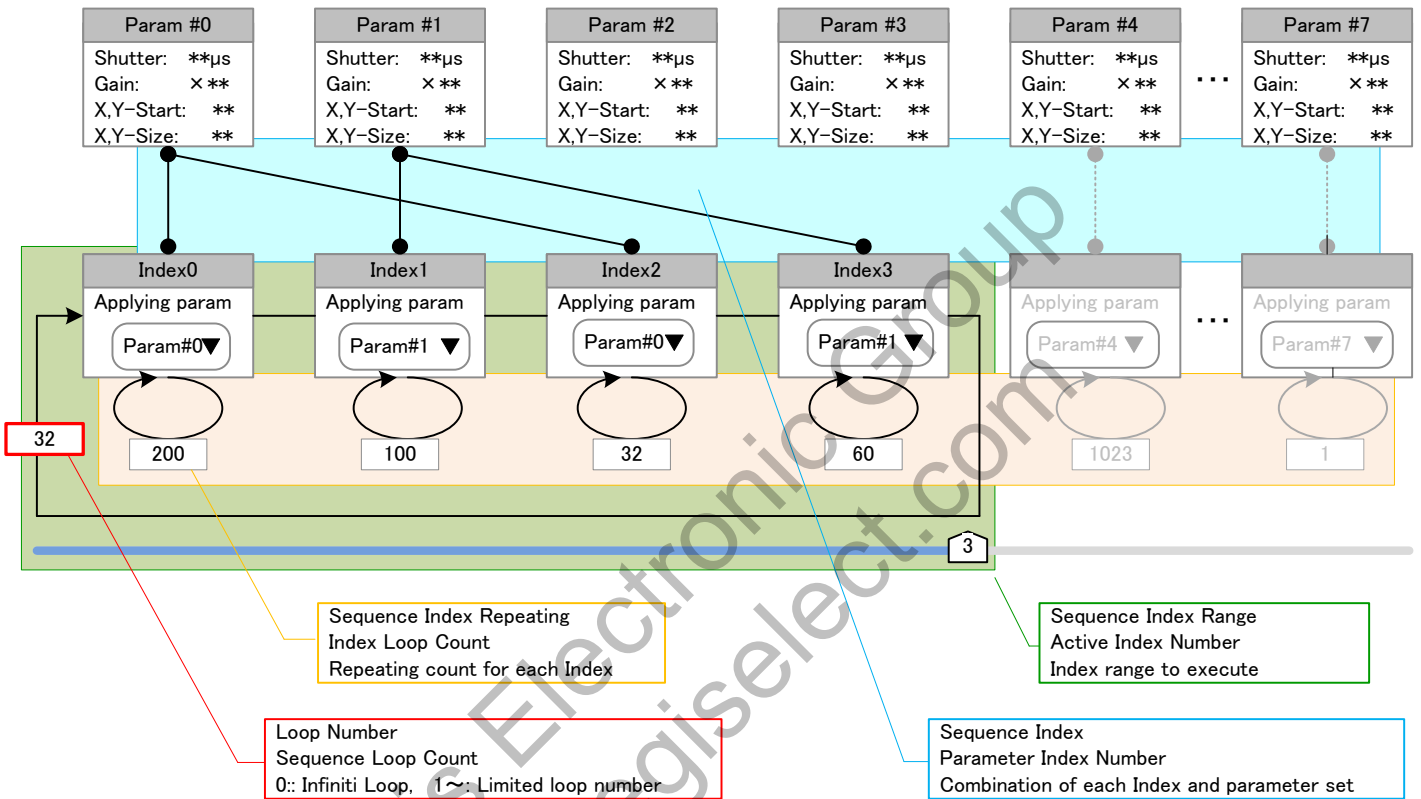 Param #0
Shutter: **μs
Gain: ×**
X,Y-Start: **
X,Y-Size: **
Param #1
Shutter: **μs
Gain: ×**
X,Y-Start: **
X,Y-Size: **
Param #2
Shutter: **μs
Gain: ×**
X,Y-Start: **
X,Y-Size: **
Param #3
Shutter: **μs
Gain: ×**
X,Y-Start: **
X,Y-Size: **
Param #4
Shutter: **μs
Gain: ×**
X,Y-Start: **
X,Y-Size: **
...
Param #7
Shutter: **μs
Gain: ×**
X,Y-Start: **
X,Y-Size: **
Index0
Applying param
Param#0▼
Index1
Applying param
Param#1 ▼
Index2
Applying param
Param#0▼
Index3
Applying param
Param#1 ▼
Applying param
Param#4 ▼
...
Applying param
Param#7 ▼
32
200
100
32
60
1023
1
3
Sequence Index Repeating
Index Loop Count
Repeating count for each Index
Sequence Index Range
Active Index Number
Index range to execute
Loop Number
Sequence Loop Count
0:: Infiniti Loop, 1~: Limited loop number
Sequence Index
Parameter Index Number
Combination of each Index and parameter set
s Electronic Group
agiselect.com